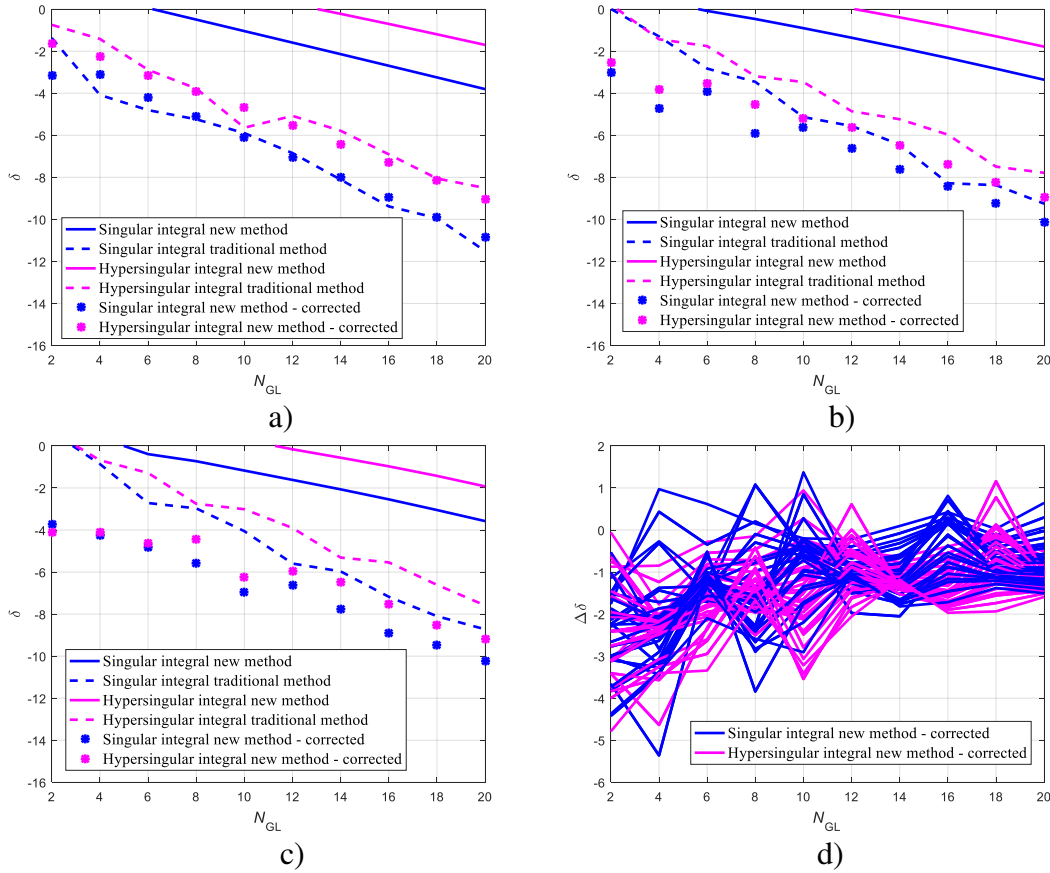 0
-2
-4
-6
-8
-10
-12
-14
-16
δ
Singular integral new method
Singular integral traditional method
Hypersingular integral new method
Hypersingular integral traditional method
Singular integral new method - corrected
Hypersingular integral new method - corrected
2 4 6 8 10 12 14 16 18 20
N_GL
a)
0
-2
-4
-6
-8
-10
-12
-14
-16
δ
Singular integral new method
Singular integral traditional method
Hypersingular integral new method
Hypersingular integral traditional method
Singular integral new method - corrected
Hypersingular integral new method - corrected
2 4 6 8 10 12 14 16 18 20
N_GL
b)
0
-2
-4
-6
-8
-10
-12
-14
-16
δ
Singular integral new method
Singular integral traditional method
Hypersingular integral new method
Hypersingular integral traditional method
Singular integral new method - corrected
Hypersingular integral new method - corrected
2 4 6 8 10 12 14 16 18 20
N_GL
c)
2
1
0
-1
-2
-3
-4
-5
-6
Δδ
Singular integral new method - corrected
Hypersingular integral new method - corrected
2 4 6 8 10 12 14 16 18 20
N_GL
d)